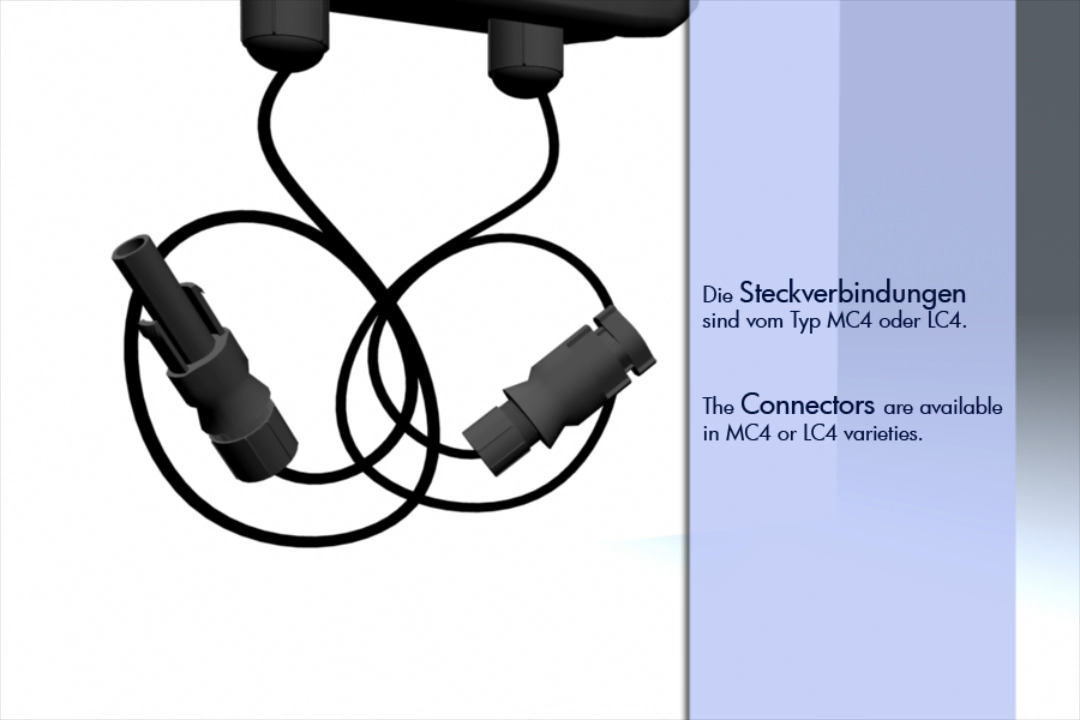 Die Steckverbindungen
sind vom Typ MC4 oder LC4.
The Connectors are available
in MC4 or LC4 varieties.